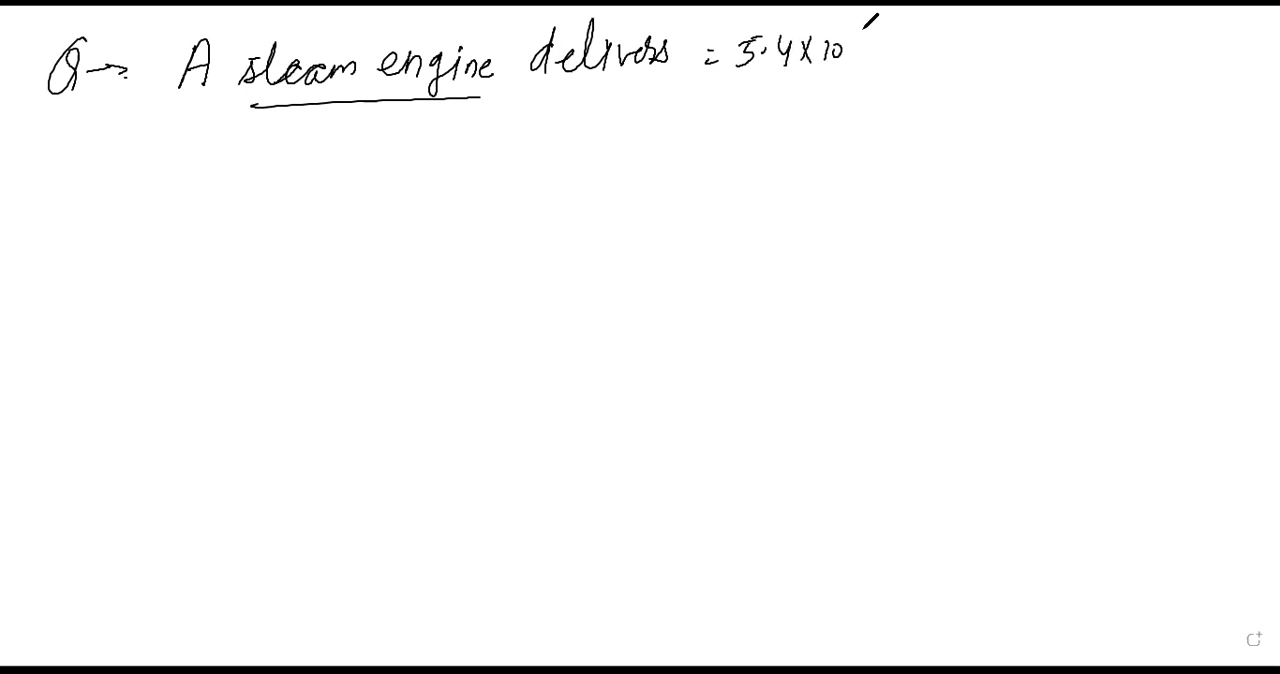 Q→ A steam engine delivers = 5.4×10